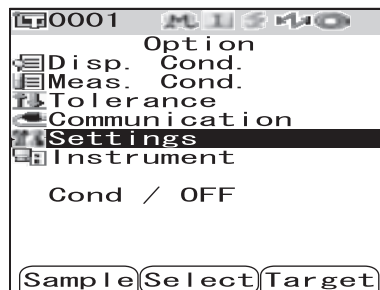 0001
Option
Disp. Cond.
Meas. Cond.
Tolerance
Communication
Settings
Instrument
Cond / OFF
Sample Select Target